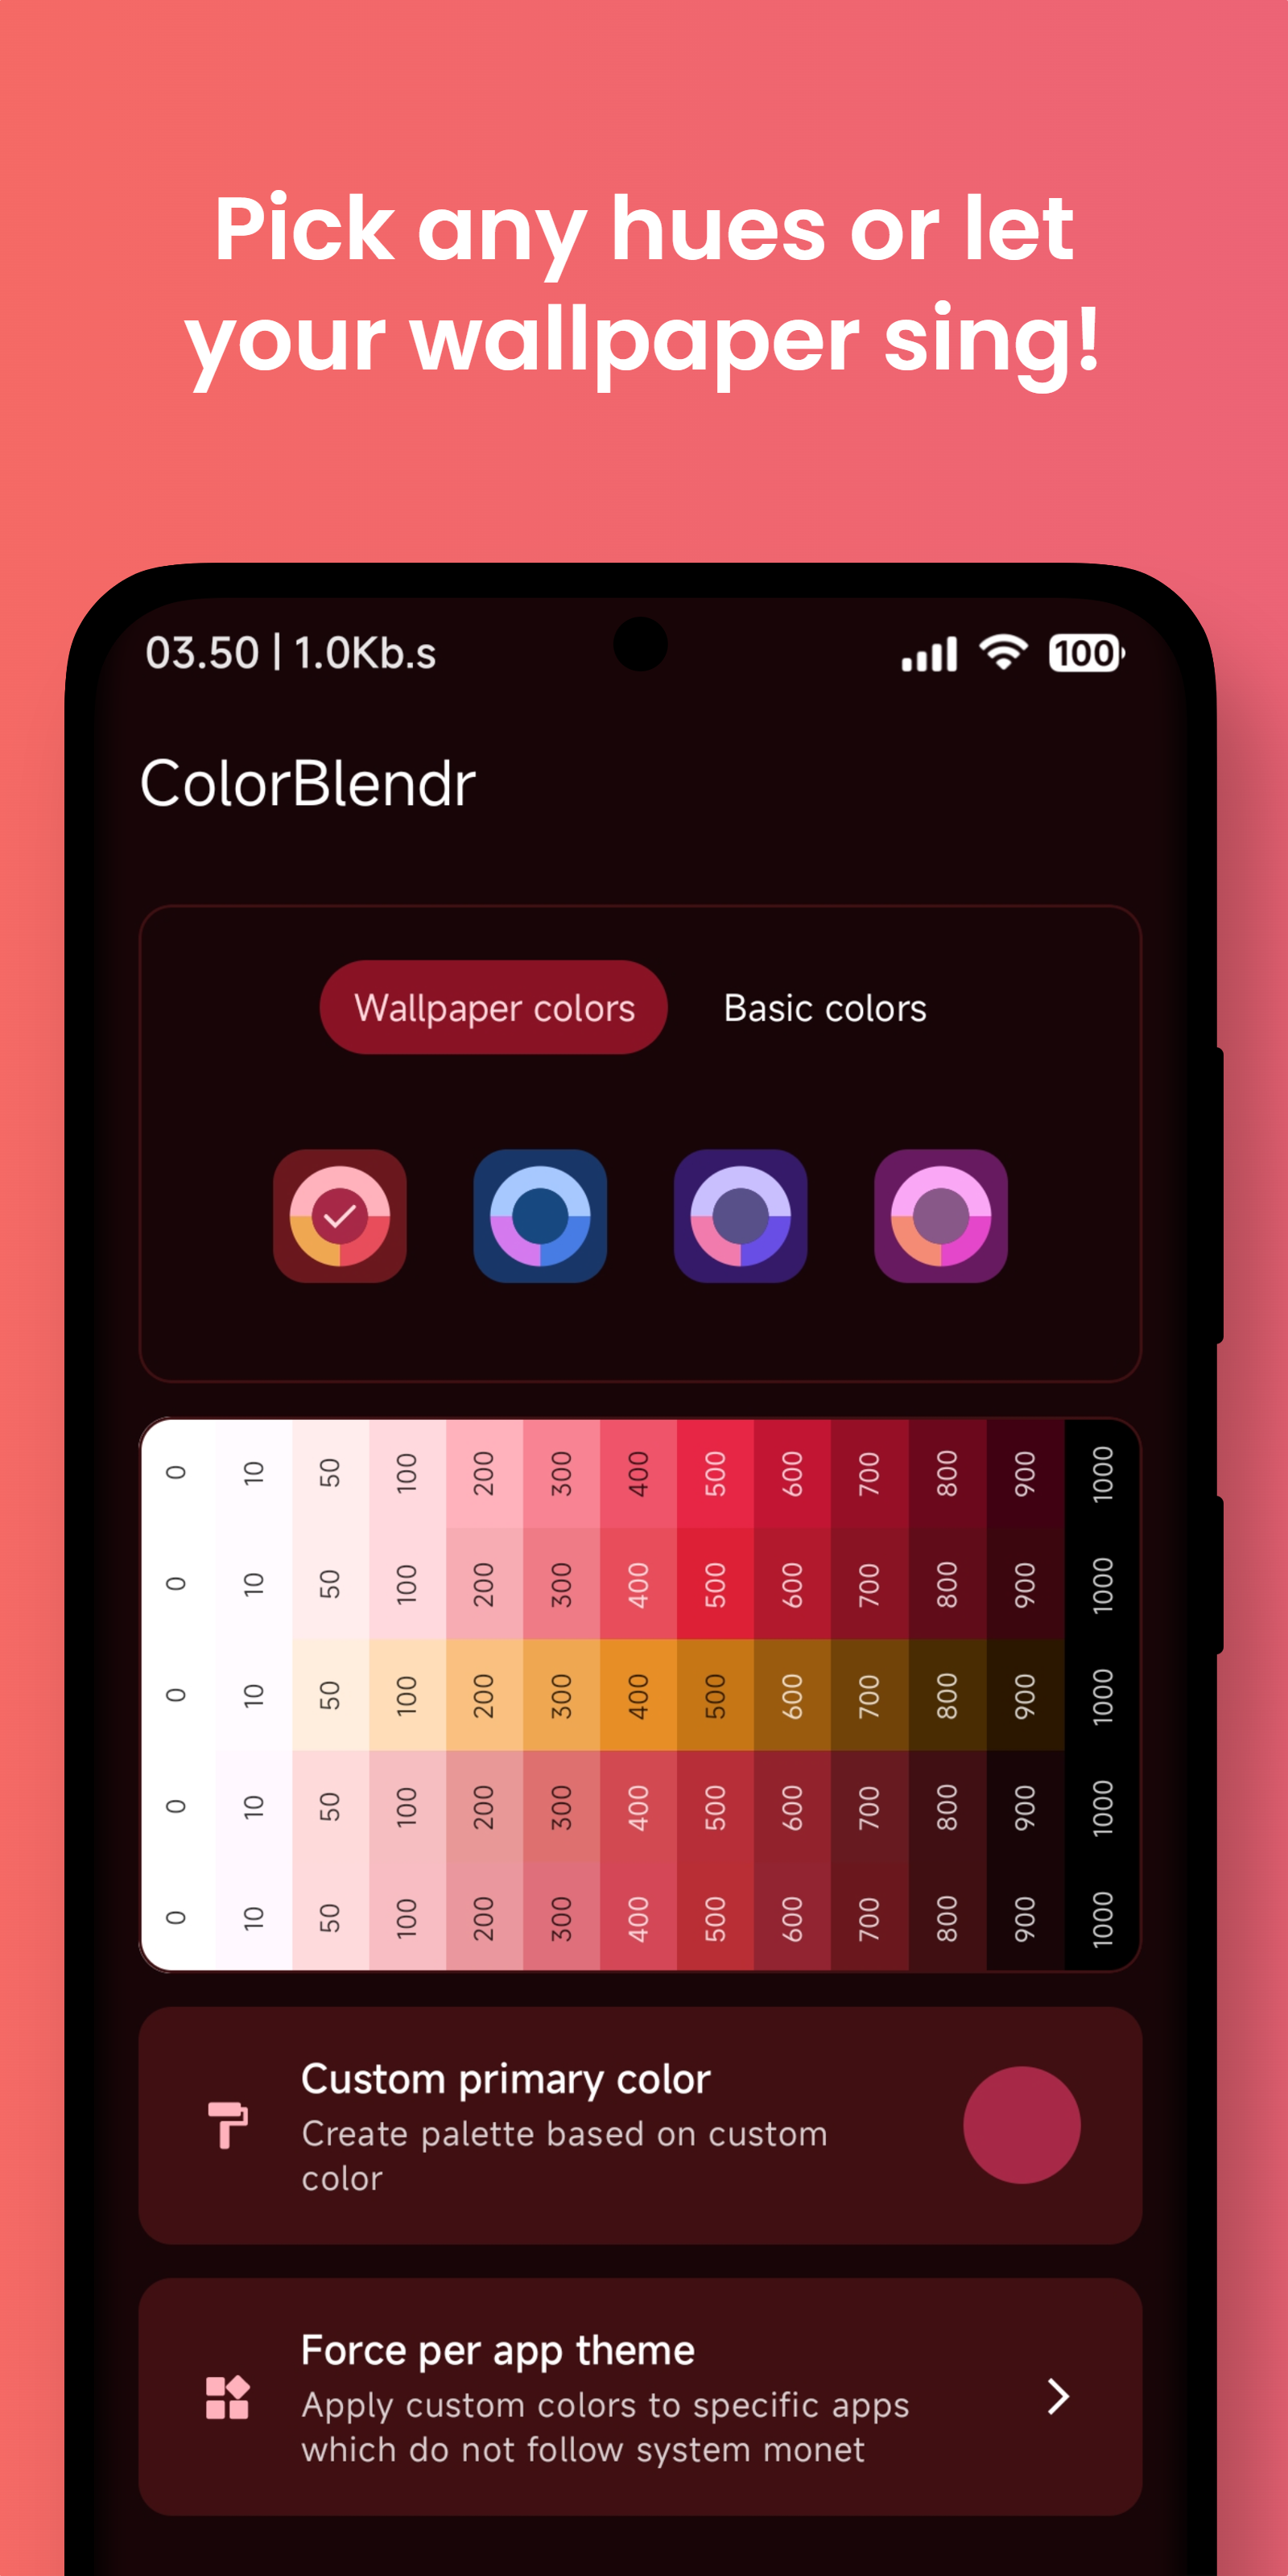 Pick any hues or let
your wallpaper sing!
03.50 | 1.0Kb.s
100
ColorBlendr
Wallpaper colors
Basic colors
0 10 50 100 200 300 400 500 600 700 800 900 1000
0 10 50 100 200 300 400 500 600 700 800 900 1000
0 10 50 100 200 300 400 500 600 700 800 900 1000
0 10 50 100 200 300 400 500 600 700 800 900 1000
0 10 50 100 200 300 400 500 600 700 800 900 1000
Custom primary color
Create palette based on custom
color
Force per app theme
Apply custom colors to specific apps
which do not follow system monet